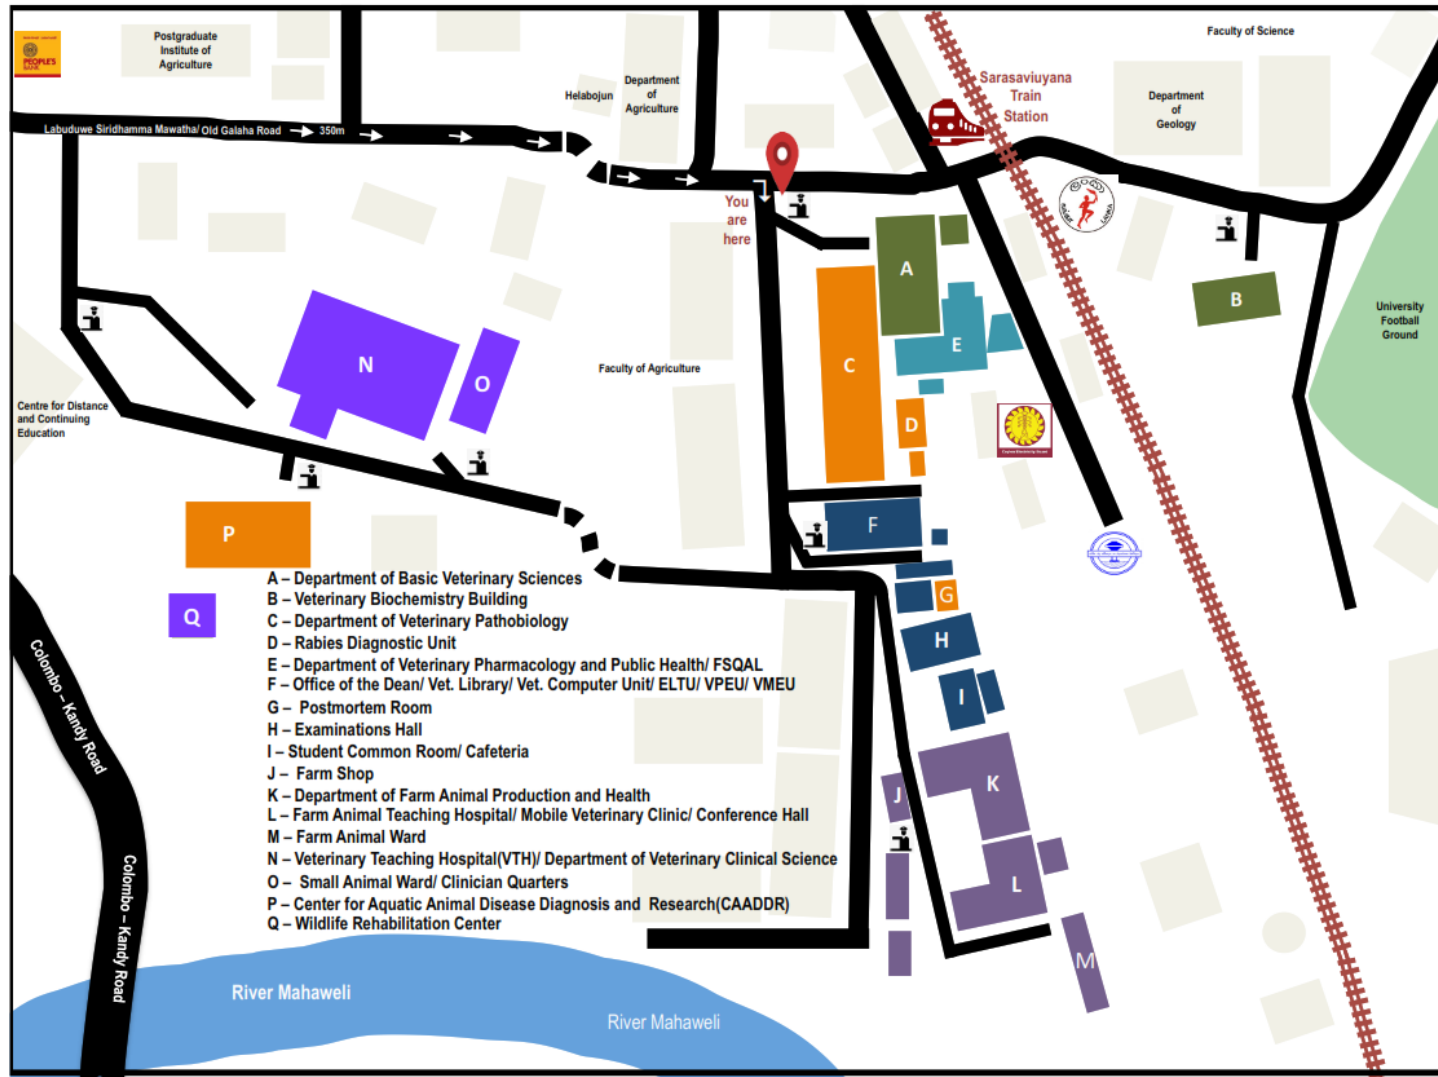 PEOPLE'S
BANK
Postgraduate
Institute of
Agriculture
Helabojun
Department
of
Agriculture
Sarasaviuyana
Train
Station
Faculty of Science
Department
of
Geology
Labuduwe Siridhamma Mawatha/ Old Galaha Road
350m
You
are
here
A
B
C
E
D
N
O
University
Football
Ground
Faculty of Agriculture
Centre for Distance
and Continuing
Education
P
F
Q
G
H
I
J
K
L
M
A – Department of Basic Veterinary Sciences
B – Veterinary Biochemistry Building
C – Department of Veterinary Pathobiology
D – Rabies Diagnostic Unit
E – Department of Veterinary Pharmacology and Public Health/ FSQAL
F – Office of the Dean/ Vet. Library/ Vet. Computer Unit/ ELTU/ VPEU/ VMEU
G – Postmortem Room
H – Examinations Hall
I – Student Common Room/ Cafeteria
J – Farm Shop
K – Department of Farm Animal Production and Health
L – Farm Animal Teaching Hospital/ Mobile Veterinary Clinic/ Conference Hall
M – Farm Animal Ward
N – Veterinary Teaching Hospital(VTH)/ Department of Veterinary Clinical Science
O – Small Animal Ward/ Clinician Quarters
P – Center for Aquatic Animal Disease Diagnosis and Research(CAADDR)
Q – Wildlife Rehabilitation Center
Colombo – Kandy Road
Colombo – Kandy Road
River Mahaweli
River Mahaweli